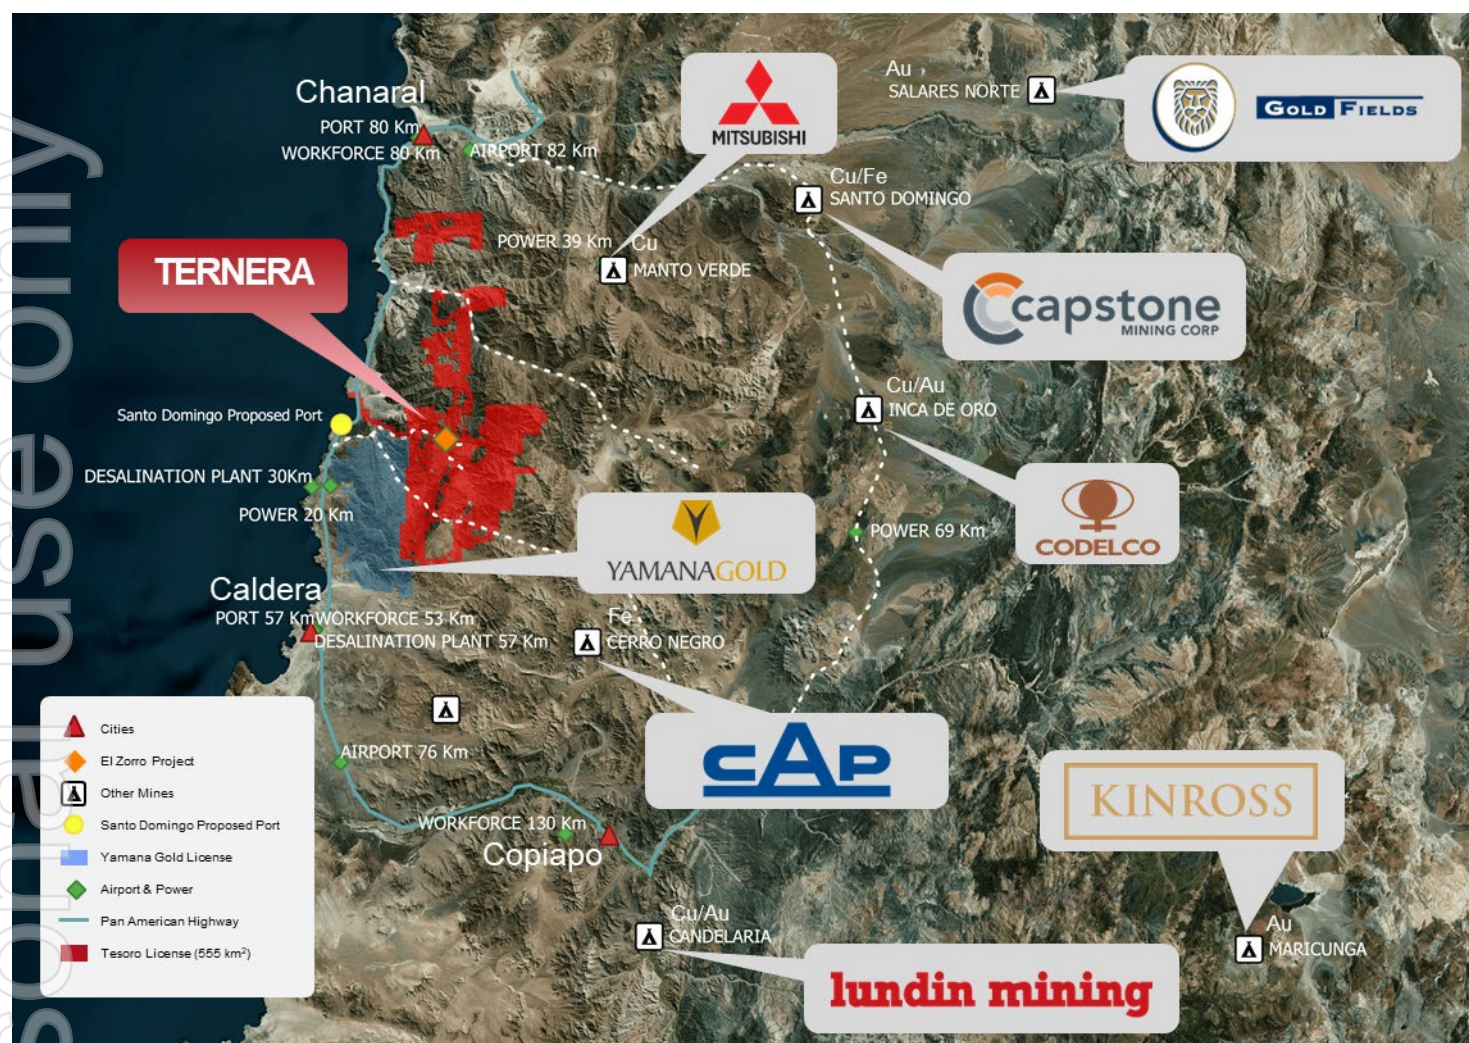 Chanaral
PORT 80 Km
WORKFORCE 80 Km
AIRPORT 82 Km
MITSUBISHI
Au
SALARES NORTE
GOLD FIELDS
Cu/Fe
SANTO DOMINGO
POWER 39 Km
Cu
MANTO VERDE
TERNERA
capstone
MINING CORP
Cu/Au
INCA DE ORO
Santo Domingo Proposed Port
DESALINATION PLANT 30Km
POWER 20 Km
CODELCO
POWER 69 Km
YAMANAGOLD
Caldera
PORT 57 Km
WORKFORCE 53 Km
DESALINATION PLANT 57 Km
Fe
CERRO NEGRO
CAP
AIRPORT 76 Km
WORKFORCE 130 Km
Copiapo
KINROSS
Cu/Au
CANDELARIA
lundin mining
Au
MARICUNGA
Cities
El Zorro Project
Other Mines
Santo Domingo Proposed Port
Yamana Gold License
Airport & Power
Pan American Highway
Tesoro License (555 km²)
sonal use only